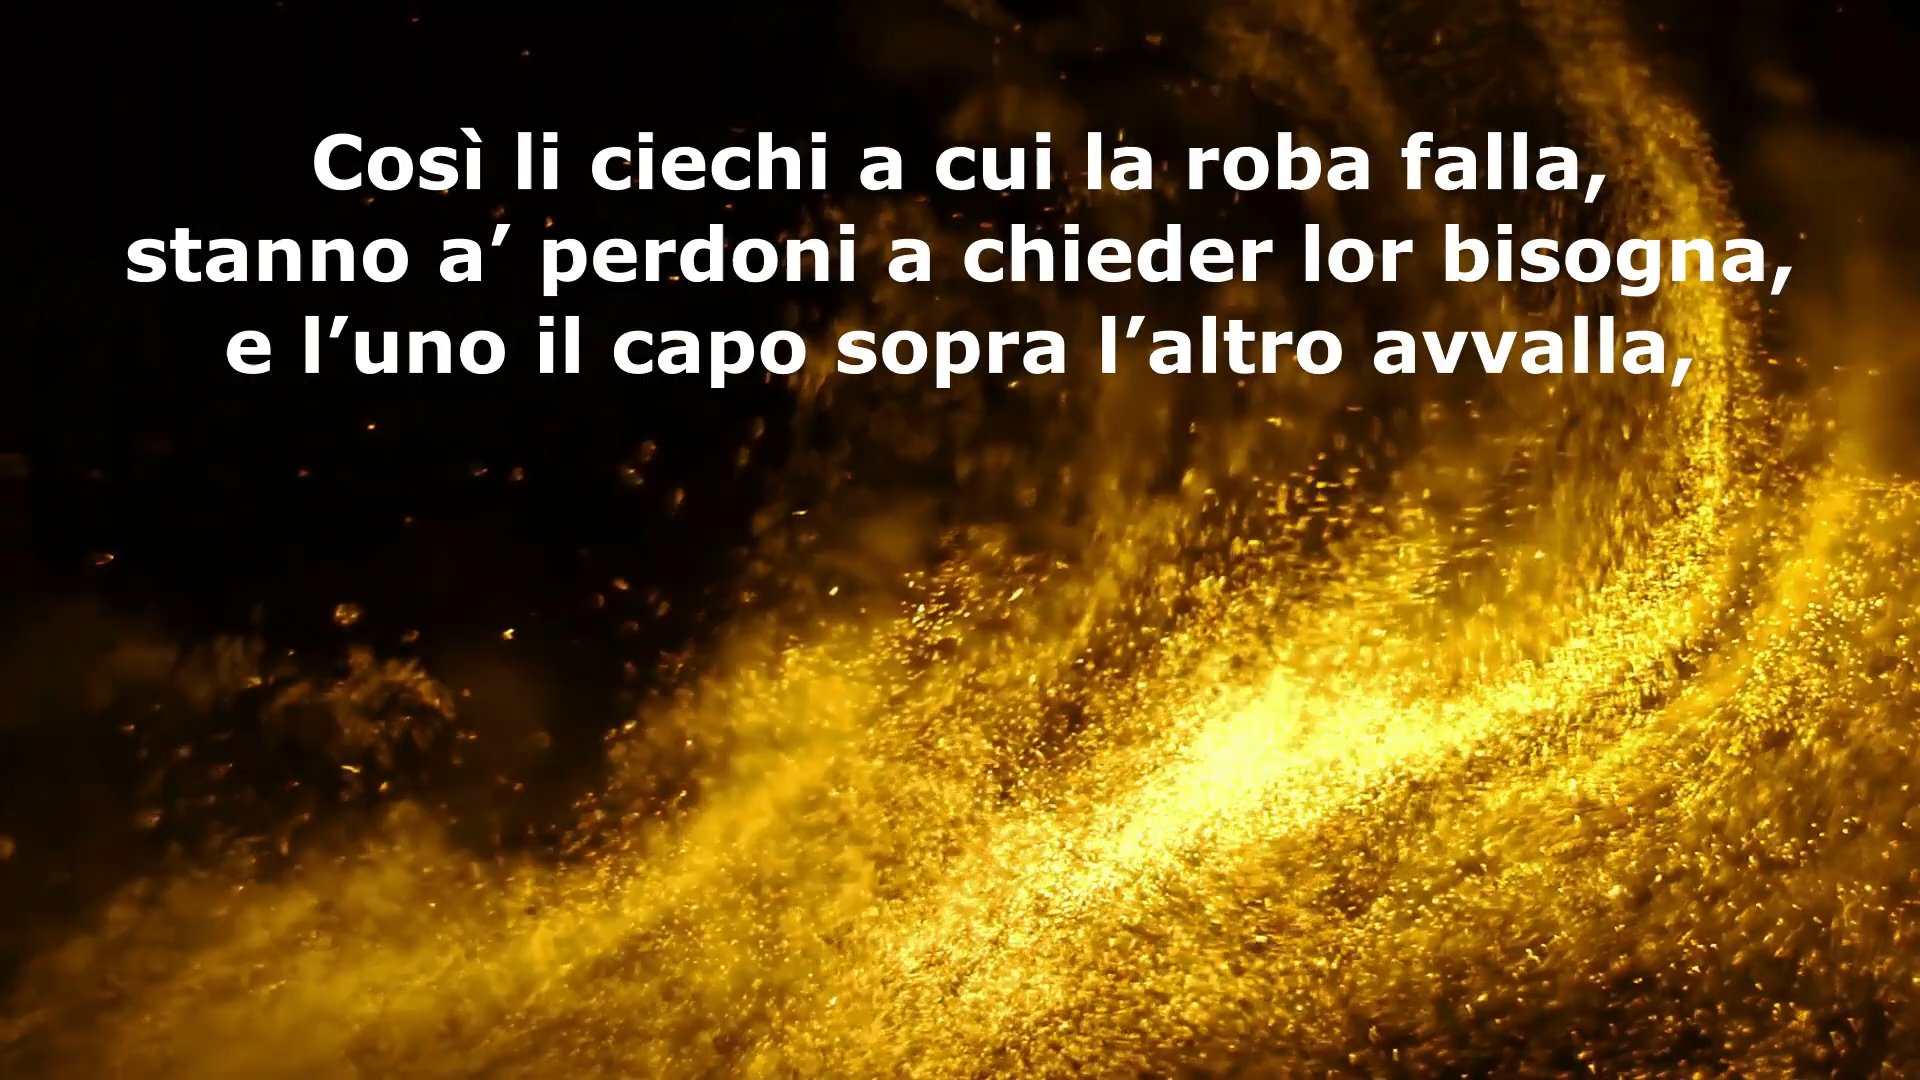 Così li ciechi a cui la roba falla,
stanno a’ perdoni a chieder lor bisogna,
e l’uno il capo sopra l’altro avvalla,